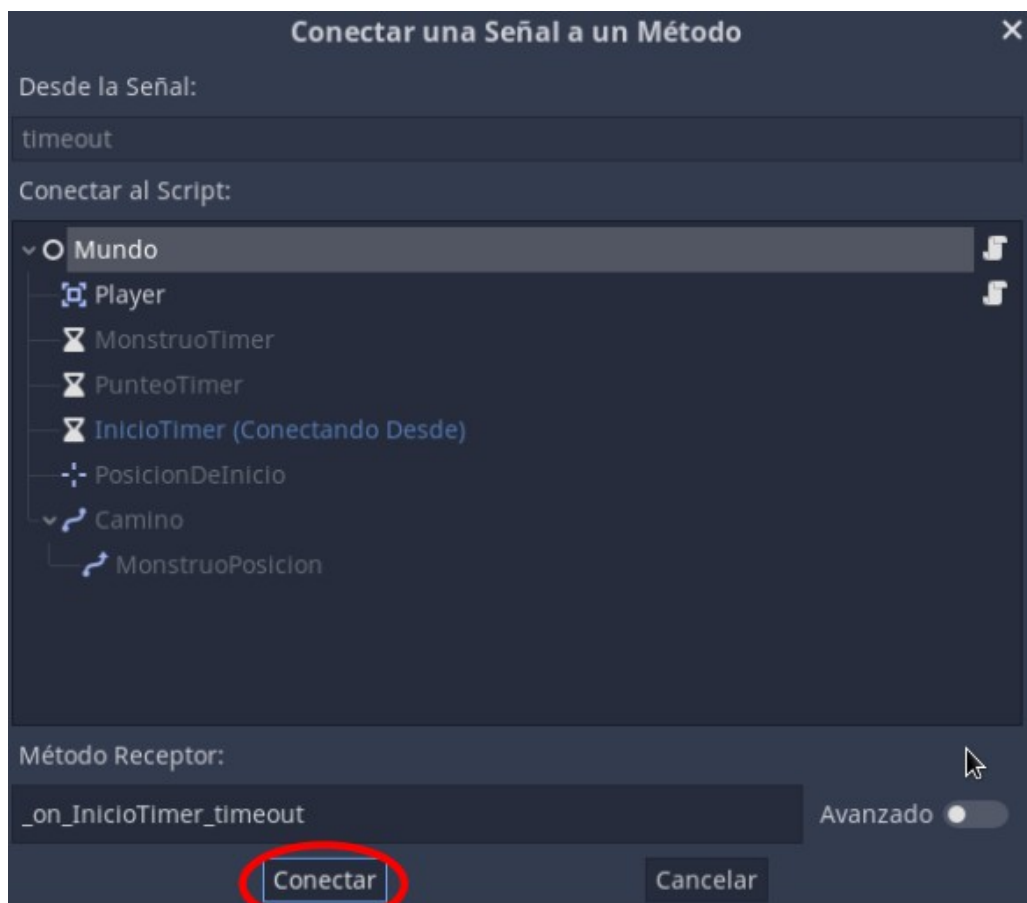 Conectar una Señal a un Método
Desde la Señal:
timeout
Conectar al Script:
Mundo
Player
MonstruoTimer
PunteoTimer
InicioTimer (Conectando Desde)
PosicionDeInicio
Camino
MonstruoPosicion
Método Receptor:
_on_InicioTimer_timeout Avanzado
Conectar Cancelar